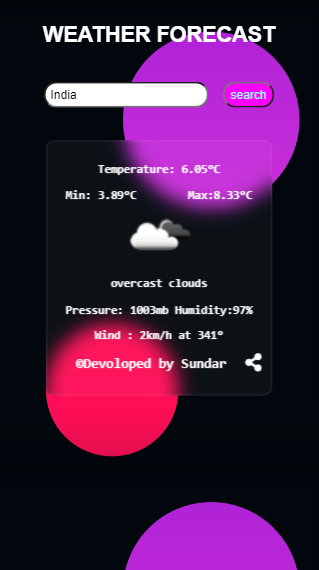 WEATHER FORECAST
India search
Temperature: 6.05°C
Min: 3.89°C Max:8.33°C
overcast clouds
Pressure: 1003mb Humidity:97%
Wind : 2km/h at 341°
©Devoloped by Sundar